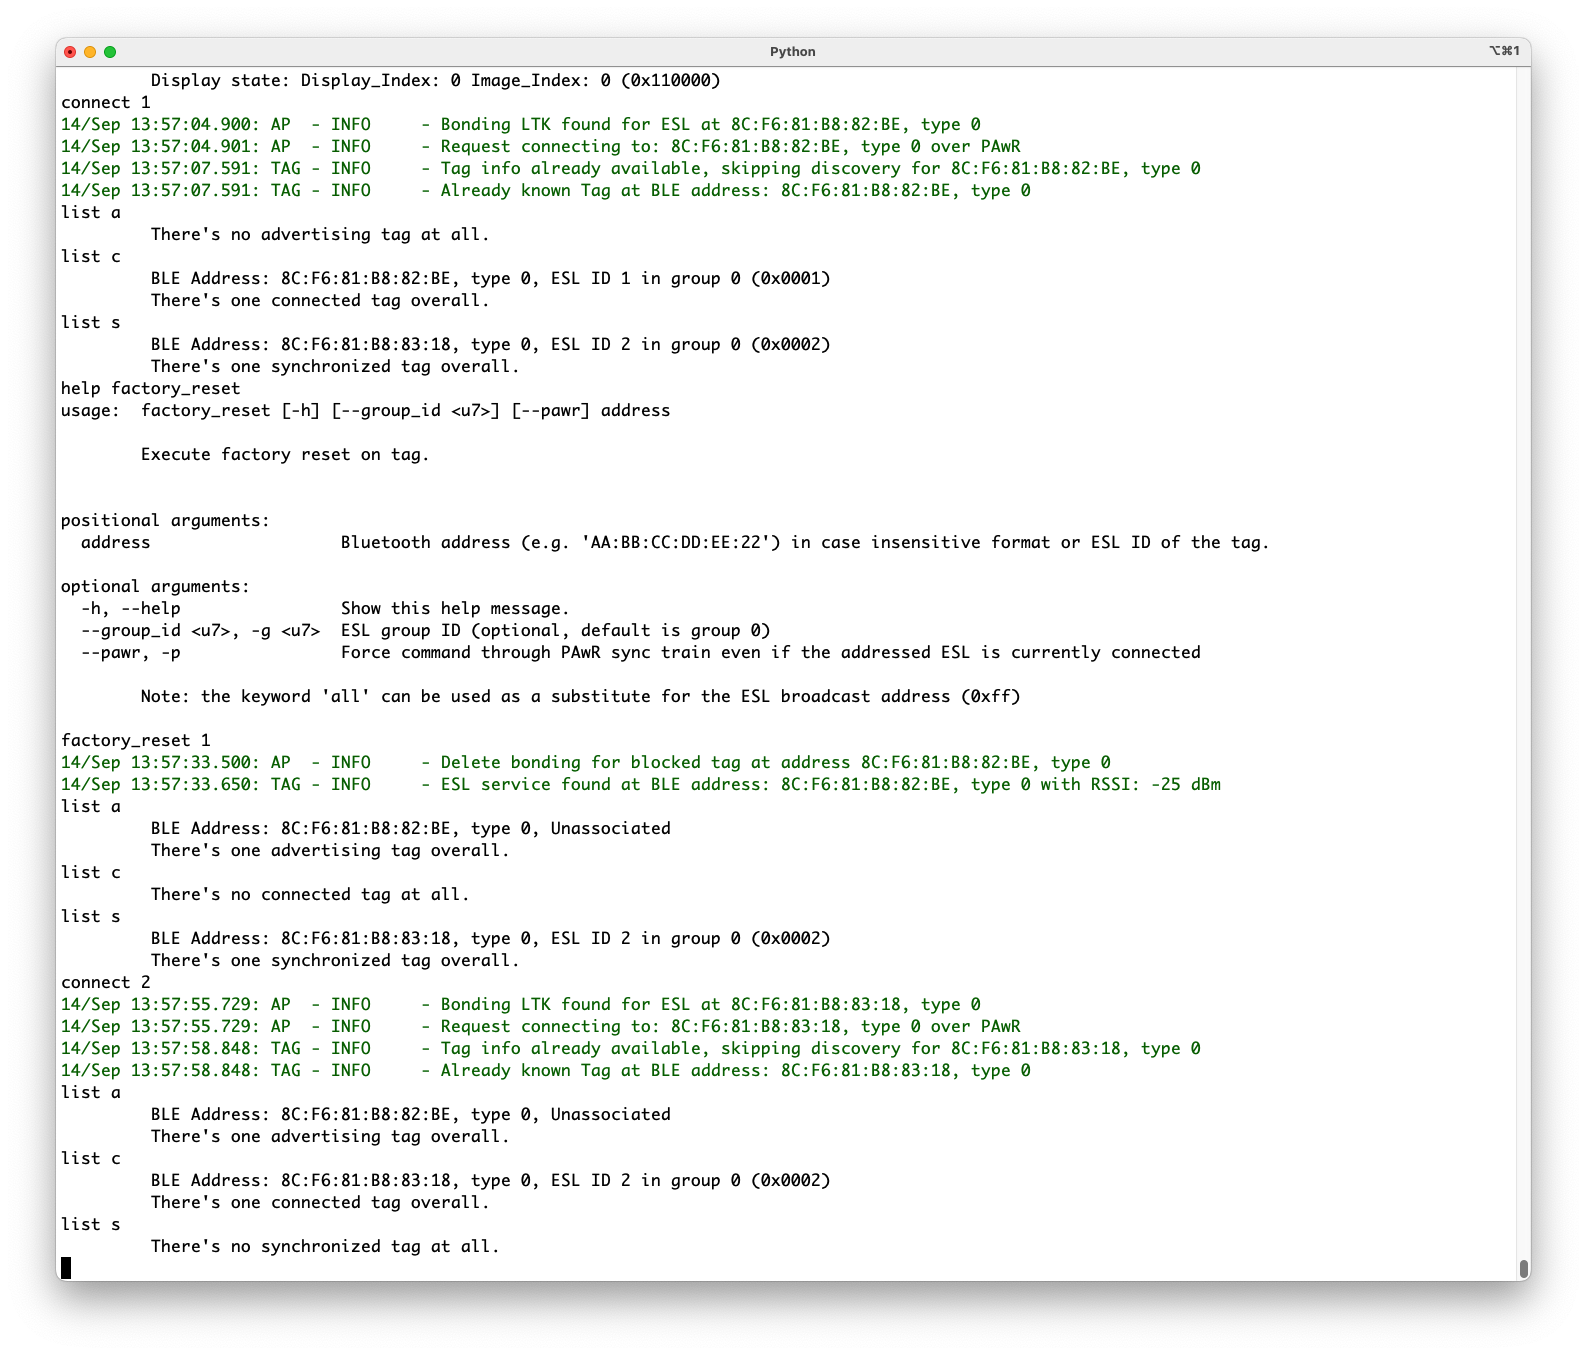 Python
⌥⌘1
Display state: Display_Index: 0 Image_Index: 0 (0x110000)
connect 1
14/Sep 13:57:04.900: AP  - INFO     - Bonding LTK found for ESL at 8C:F6:81:B8:82:BE, type 0
14/Sep 13:57:04.901: AP  - INFO     - Request connecting to: 8C:F6:81:B8:82:BE, type 0 over PAwR
14/Sep 13:57:07.591: TAG - INFO     - Tag info already available, skipping discovery for 8C:F6:81:B8:82:BE, type 0
14/Sep 13:57:07.591: TAG - INFO     - Already known Tag at BLE address: 8C:F6:81:B8:82:BE, type 0
list a
There's no advertising tag at all.
list c
BLE Address: 8C:F6:81:B8:82:BE, type 0, ESL ID 1 in group 0 (0x0001)
There's one connected tag overall.
list s
BLE Address: 8C:F6:81:B8:83:18, type 0, ESL ID 2 in group 0 (0x0002)
There's one synchronized tag overall.
help factory_reset
usage:  factory_reset [-h] [--group_id <u7>] [--pawr] address
Execute factory reset on tag.
positional arguments:
address                   Bluetooth address (e.g. 'AA:BB:CC:DD:EE:22') in case insensitive format or ESL ID of the tag.
optional arguments:
-h, --help                Show this help message.
--group_id <u7>, -g <u7>  ESL group ID (optional, default is group 0)
--pawr, -p                Force command through PAwR sync train even if the addressed ESL is currently connected
Note: the keyword 'all' can be used as a substitute for the ESL broadcast address (0xff)
factory_reset 1
14/Sep 13:57:33.500: AP  - INFO     - Delete bonding for blocked tag at address 8C:F6:81:B8:82:BE, type 0
14/Sep 13:57:33.650: TAG - INFO     - ESL service found at BLE address: 8C:F6:81:B8:82:BE, type 0 with RSSI: -25 dBm
list a
BLE Address: 8C:F6:81:B8:82:BE, type 0, Unassociated
There's one advertising tag overall.
list c
There's no connected tag at all.
list s
BLE Address: 8C:F6:81:B8:83:18, type 0, ESL ID 2 in group 0 (0x0002)
There's one synchronized tag overall.
connect 2
14/Sep 13:57:55.729: AP  - INFO     - Bonding LTK found for ESL at 8C:F6:81:B8:83:18, type 0
14/Sep 13:57:55.729: AP  - INFO     - Request connecting to: 8C:F6:81:B8:83:18, type 0 over PAwR
14/Sep 13:57:58.848: TAG - INFO     - Tag info already available, skipping discovery for 8C:F6:81:B8:83:18, type 0
14/Sep 13:57:58.848: TAG - INFO     - Already known Tag at BLE address: 8C:F6:81:B8:83:18, type 0
list a
BLE Address: 8C:F6:81:B8:82:BE, type 0, Unassociated
There's one advertising tag overall.
list c
BLE Address: 8C:F6:81:B8:83:18, type 0, ESL ID 2 in group 0 (0x0002)
There's one connected tag overall.
list s
There's no synchronized tag at all.